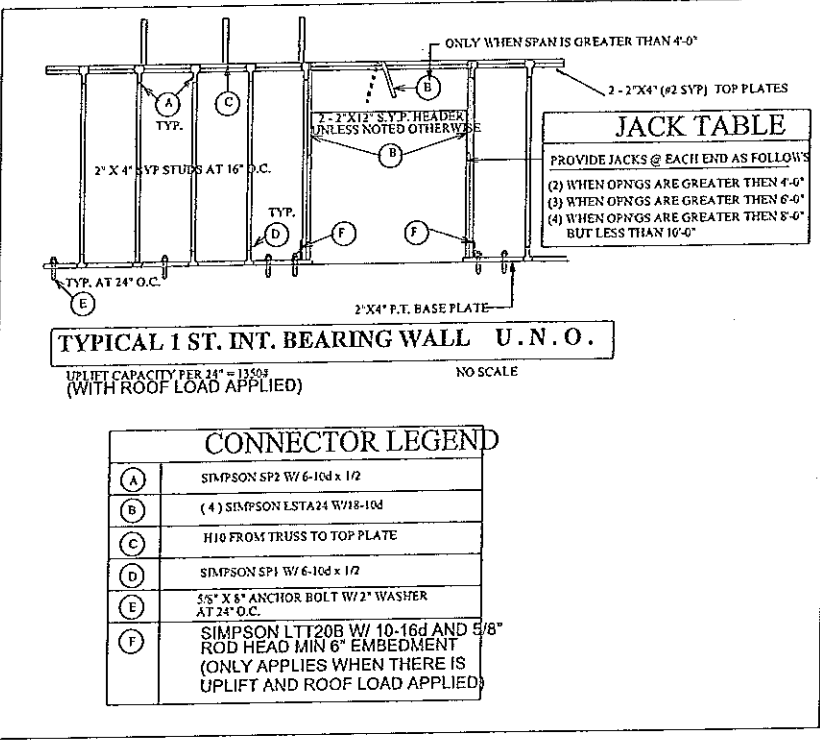 ONLY WHEN SPAN IS GREATER THAN 4'-0"
B
2 - 2"X4" (#2 SYP) TOP PLATES
A
TYP.
C
2 - 2"X12" S.Y.P. HEADER
UNLESS NOTED OTHERWISE
B
2" X 4" SYP STUDS AT 16" O.C.
JACK TABLE
PROVIDE JACKS @ EACH END AS FOLLOWS
(2) WHEN OPN'GS ARE GREATER THEN 4'-0"
(3) WHEN OPN'GS ARE GREATER THEN 6'-0"
(4) WHEN OPN'GS ARE GREATER THEN 8'-0"
BUT LESS THAN 10'-0"
TYP.
D
F
F
TYP. AT 24" O.C.
E
2"X4" P.T. BASE PLATE
TYPICAL 1 ST. INT. BEARING WALL U.N.O.
UPLIFT CAPACITY PER 24" = 1350#
(WITH ROOF LOAD APPLIED)
NO SCALE
CONNECTOR LEGEND
A SIMPSON SP2 W/ 6-10d x 1/2
B ( 4 ) SIMPSON LSTA24 W/18-10d
C H10 FROM TRUSS TO TOP PLATE
D SIMPSON SP1 W/ 6-10d x 1/2
E 5/8" X 8" ANCHOR BOLT W/ 2" WASHER
AT 24" O.C.
F SIMPSON LTT20B W/ 10-16d AND 5/8"
ROD HEAD MIN 6" EMBEDMENT
(ONLY APPLIES WHEN THERE IS
UPLIFT AND ROOF LOAD APPLIED)